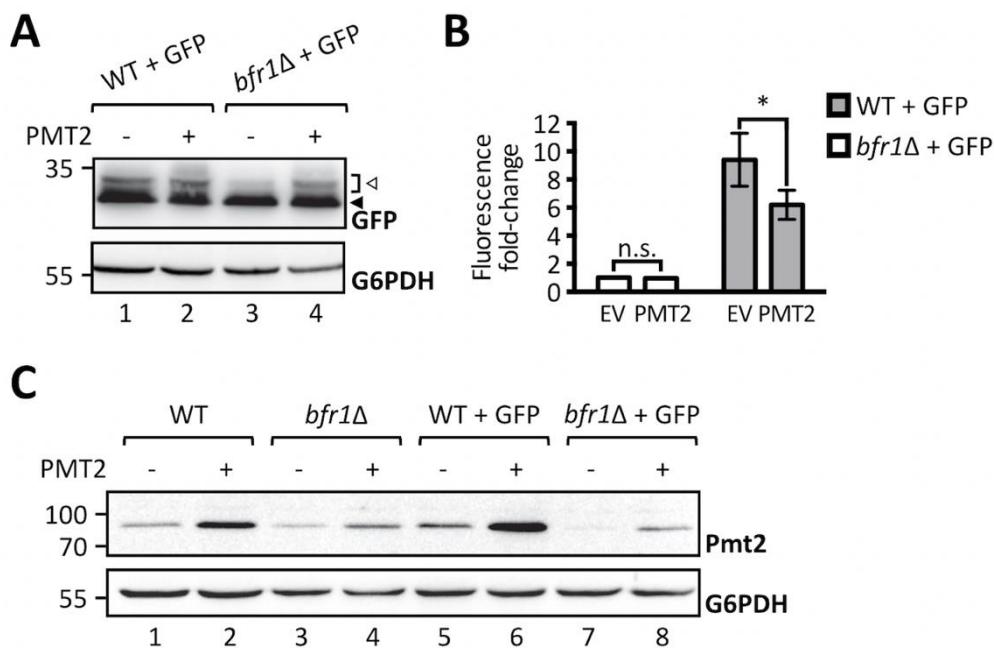 A
WT + GFP
bfr1Δ + GFP
PMT2 - + - +
35
GFP
55
G6PDH
1 2 3 4
B
WT + GFP
bfr1Δ + GFP
Fluorescence
fold-change
12
10
8
6
4
2
0
n.s.
*
EV PMT2 EV PMT2
C
WT bfr1Δ WT + GFP bfr1Δ + GFP
PMT2 - + - + - + - +
100
70
Pmt2
55
G6PDH
1 2 3 4 5 6 7 8